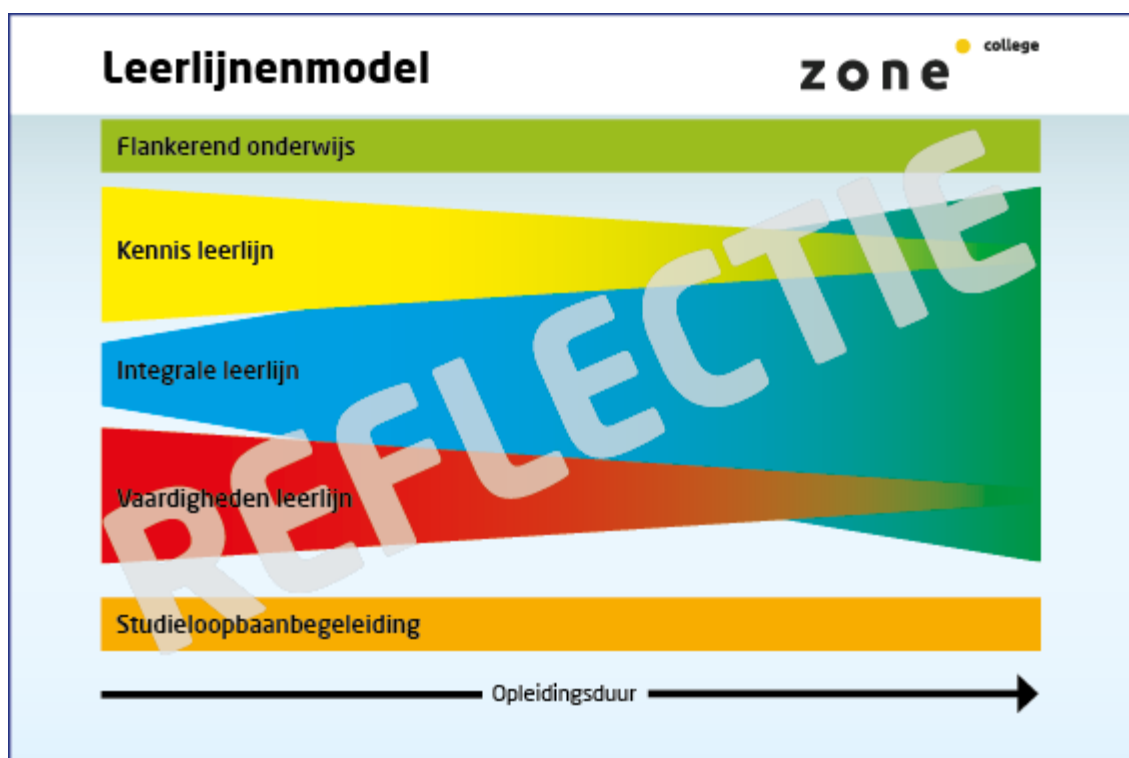 Leerlijnenmodel
college
zone
Flankerend onderwijs
Kennis leerlijn
Integrale leerlijn
Vaardigheden leerlijn
REFLECTIE
Studieloopbaanbegeleiding
Opleidingsduur